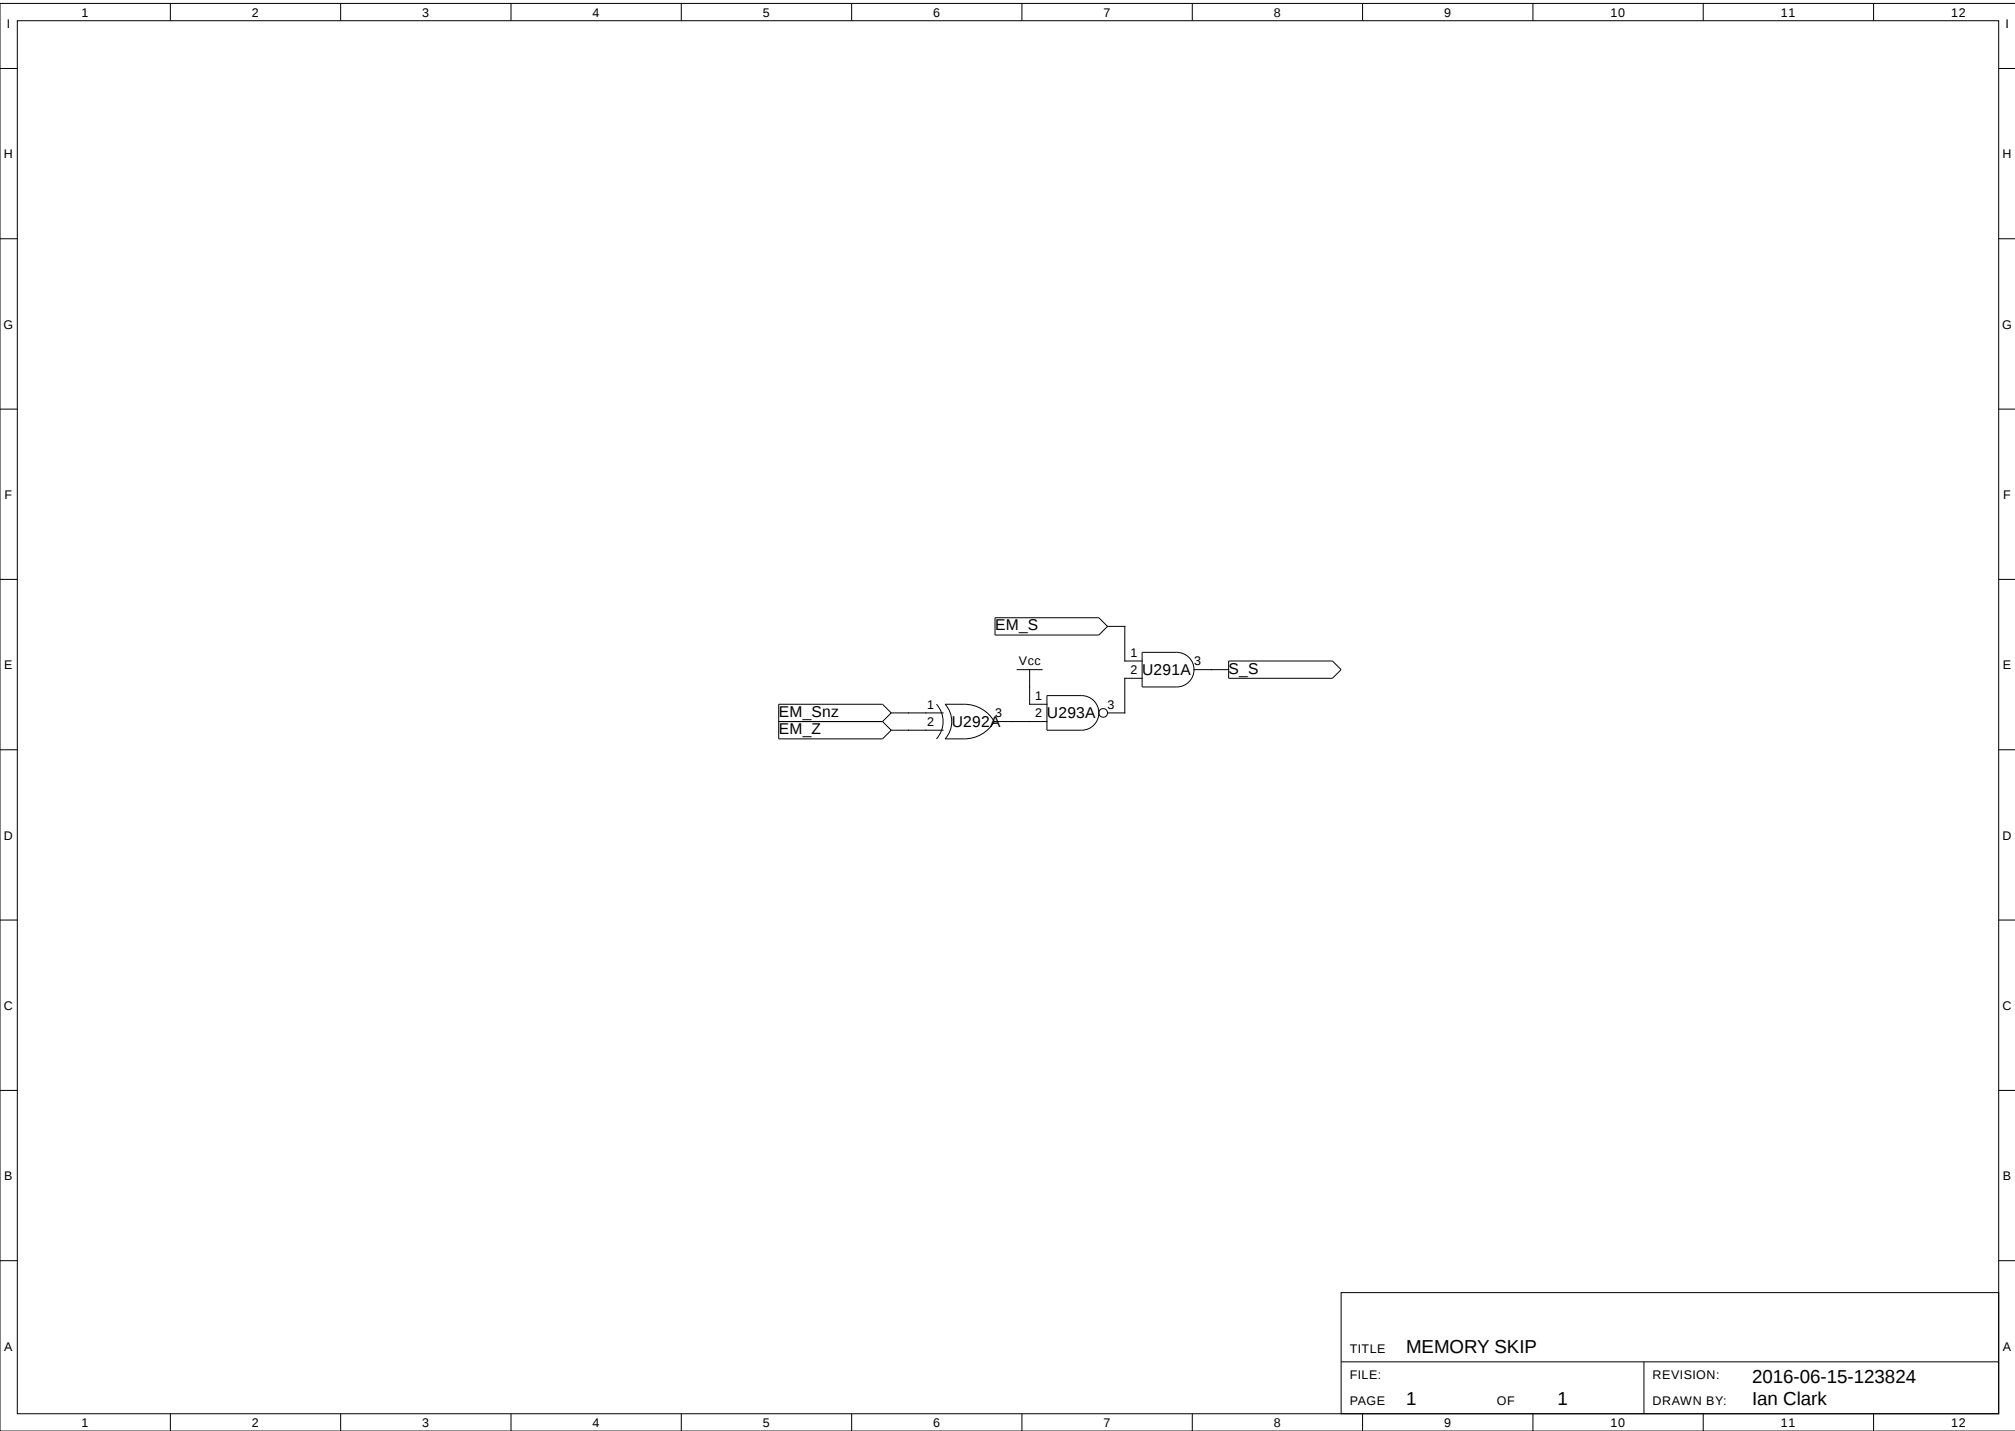 1 2 3 4 5 6 7 8 9 10 11 12
I I
H H
G G
F F
EM_S
E E
1
Vcc
2 U291A 3 S_S
1
EM_Snz 1
2 U293A 3
EM_Z 2 U292A 3
D D
C C
B B
A A
TITLE MEMORY SKIP
FILE: REVISION: 2016-06-15-123824
PAGE 1 OF 1 DRAWN BY: Ian Clark
1 2 3 4 5 6 7 8 9 10 11 12